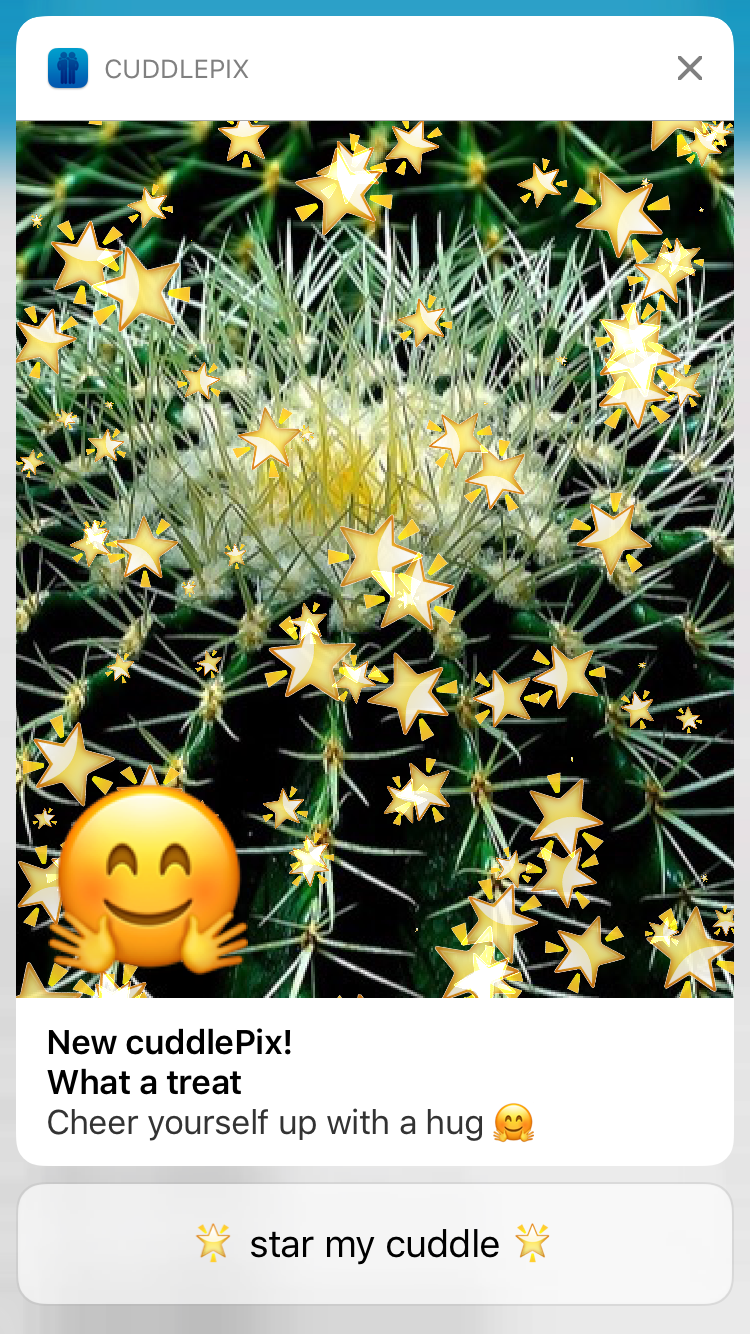 CUDDLEPIX
New cuddlePix!
What a treat
Cheer yourself up with a hug 🤗
🌟 star my cuddle 🌟